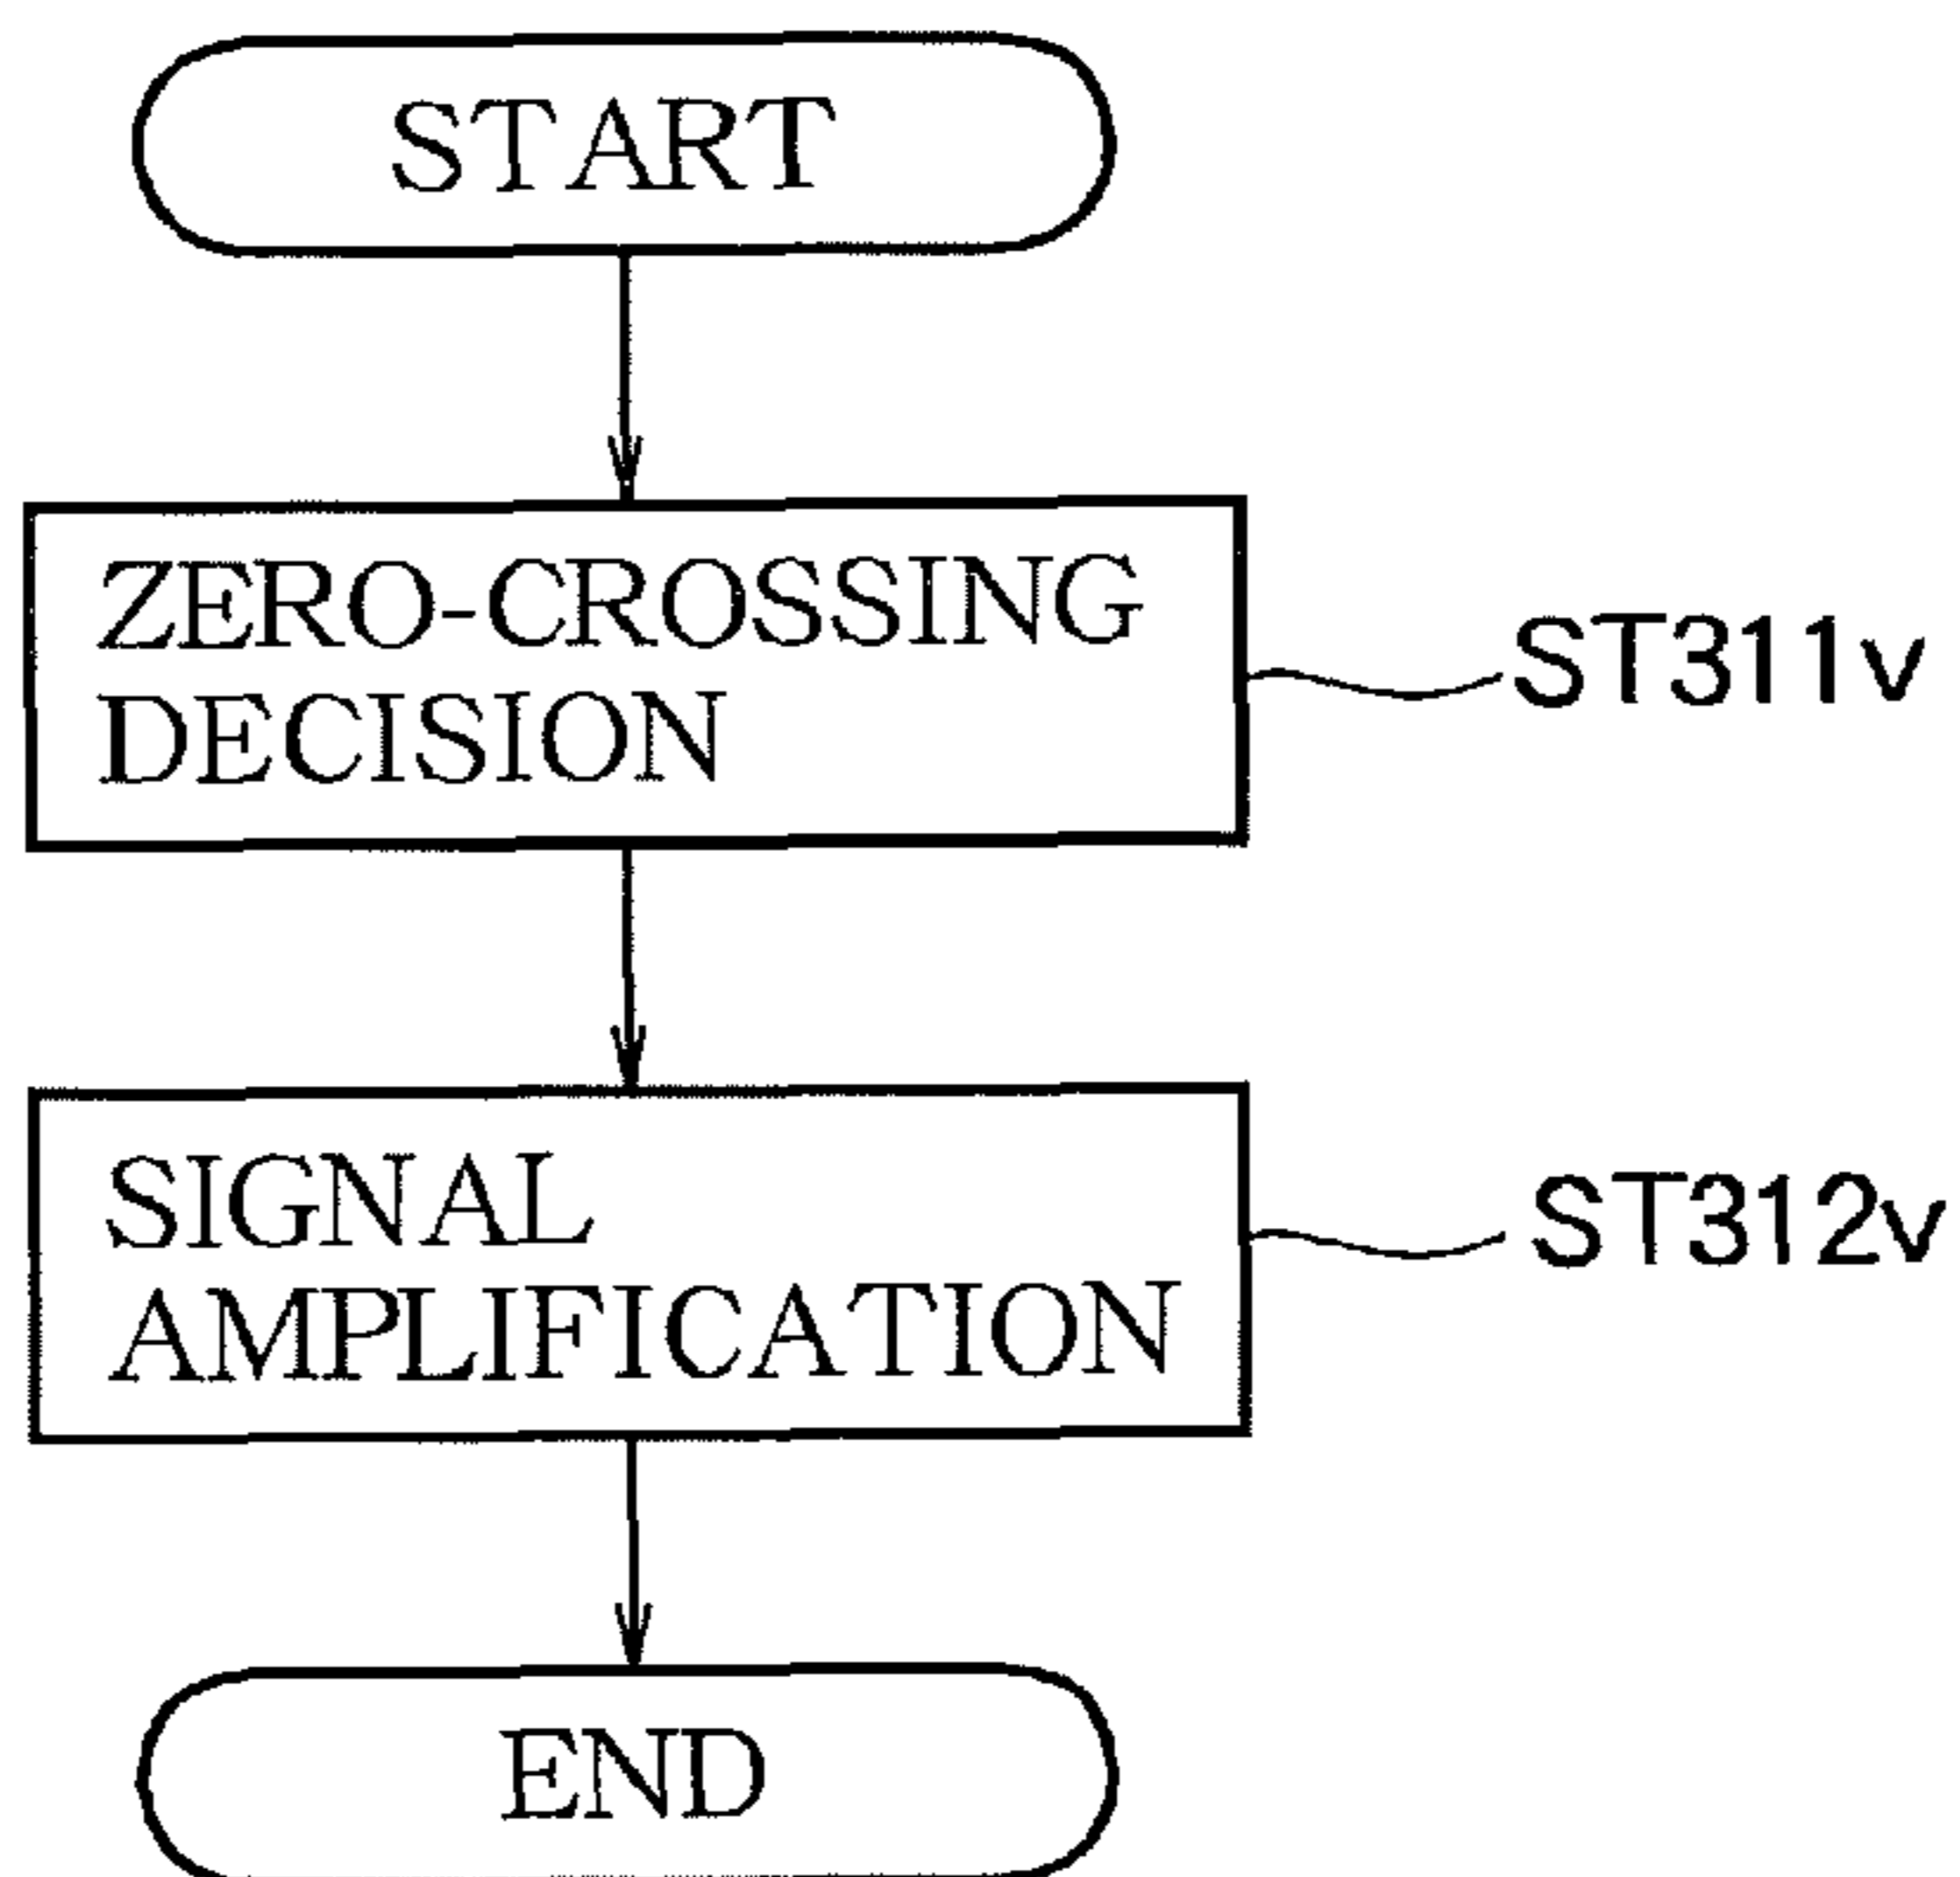 START
ZERO-CROSSING
DECISION
ST311v
SIGNAL
AMPLIFICATION
ST312v
END